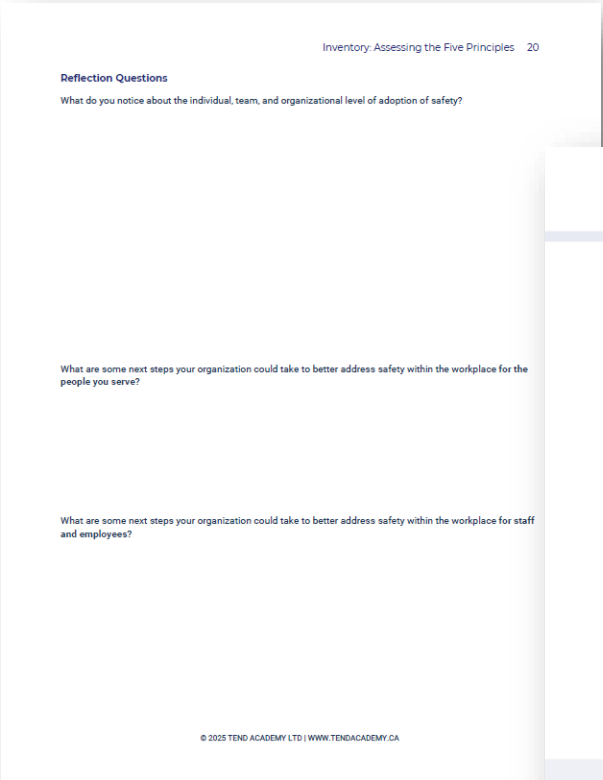 Inventory: Assessing the Five Principles 20
Reflection Questions
What do you notice about the individual, team, and organizational level of adoption of safety?
What are some next steps your organization could take to better address safety within the workplace for the
people you serve?
What are some next steps your organization could take to better address safety within the workplace for staff
and employees?
© 2025 TEND ACADEMY LTD | WWW.TENDACADEMY.CA